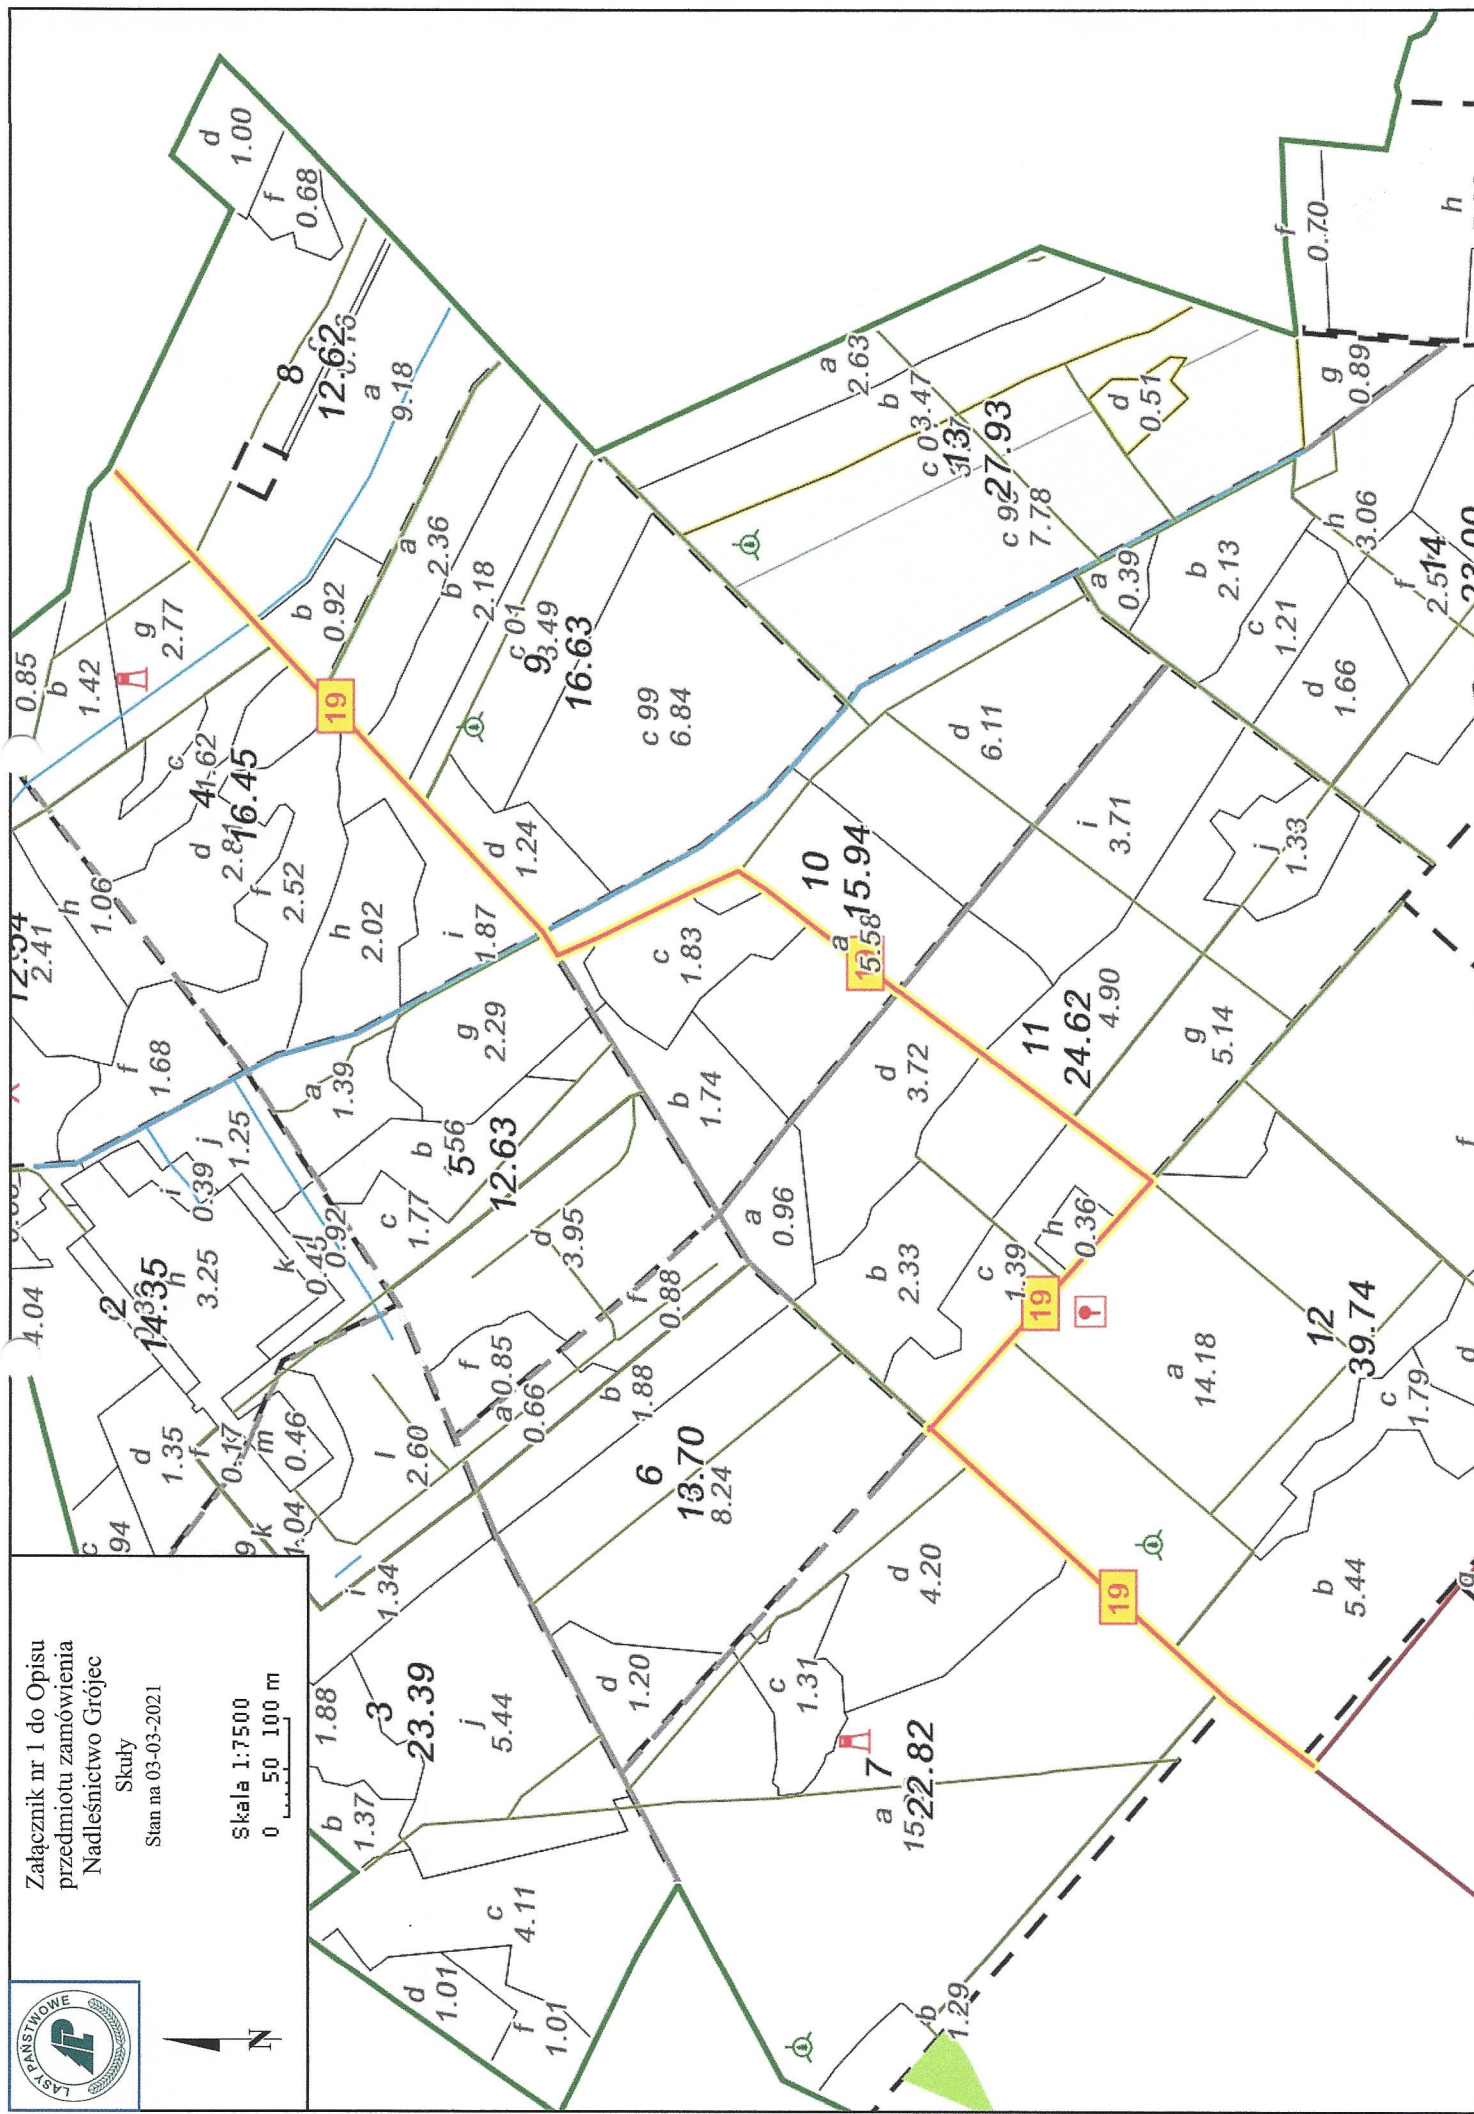 Załącznik nr 1 do Opisu
przedmiotu zamówienia
Nadleśnictwo Grójec
Skuły
Stan na 03-03-2021
Skala 1:7500
0 50 100 m
LASY PAŃSTWOWE
N
d
1.00
f
0.68
8
12.62
a
9.18
0.85
b
1.42
g
2.77
b
0.92
a
2.36
b
2.18
c 01
3.49
9
16.63
c 99
6.84
d
1.24
19
c
1.62
4
16.45
d
2.81
f
2.52
h
2.02
i
1.87
h
1.06
2.41
f
1.68
j
1.25
i
0.39
a
1.39
g
2.29
b
5
12.63
c
1.77
d
3.95
f
0.88
k
0.45
0.92
h
3.25
2
14.35
4.04
d
1.35
f
0.17
m
0.46
l
2.60
f
0.85
a
0.66
b
1.88
k
1.04
i
1.34
c
94
6
13.70
8.24
1.88
3
23.39
j
5.44
b
1.37
d
1.20
c
4.11
d
1.01
f
1.01
a
2.63
b
3.47
13
27.93
c 99
7.78
d
0.51
f
0.70
h
g
0.89
a
0.39
b
2.13
h
3.06
c
1.21
f
2.51
14
d
1.66
d
6.11
i
3.71
j
1.33
10
15.94
a
5.58
c
1.83
b
1.74
a
0.96
d
3.72
11
24.62
4.90
g
5.14
b
2.33
c
1.39
h
0.36
19
f
12
39.74
a
14.18
c
1.79
d
b
5.44
19
d
4.20
c
1.31
7
22.82
a
b
1.29
g